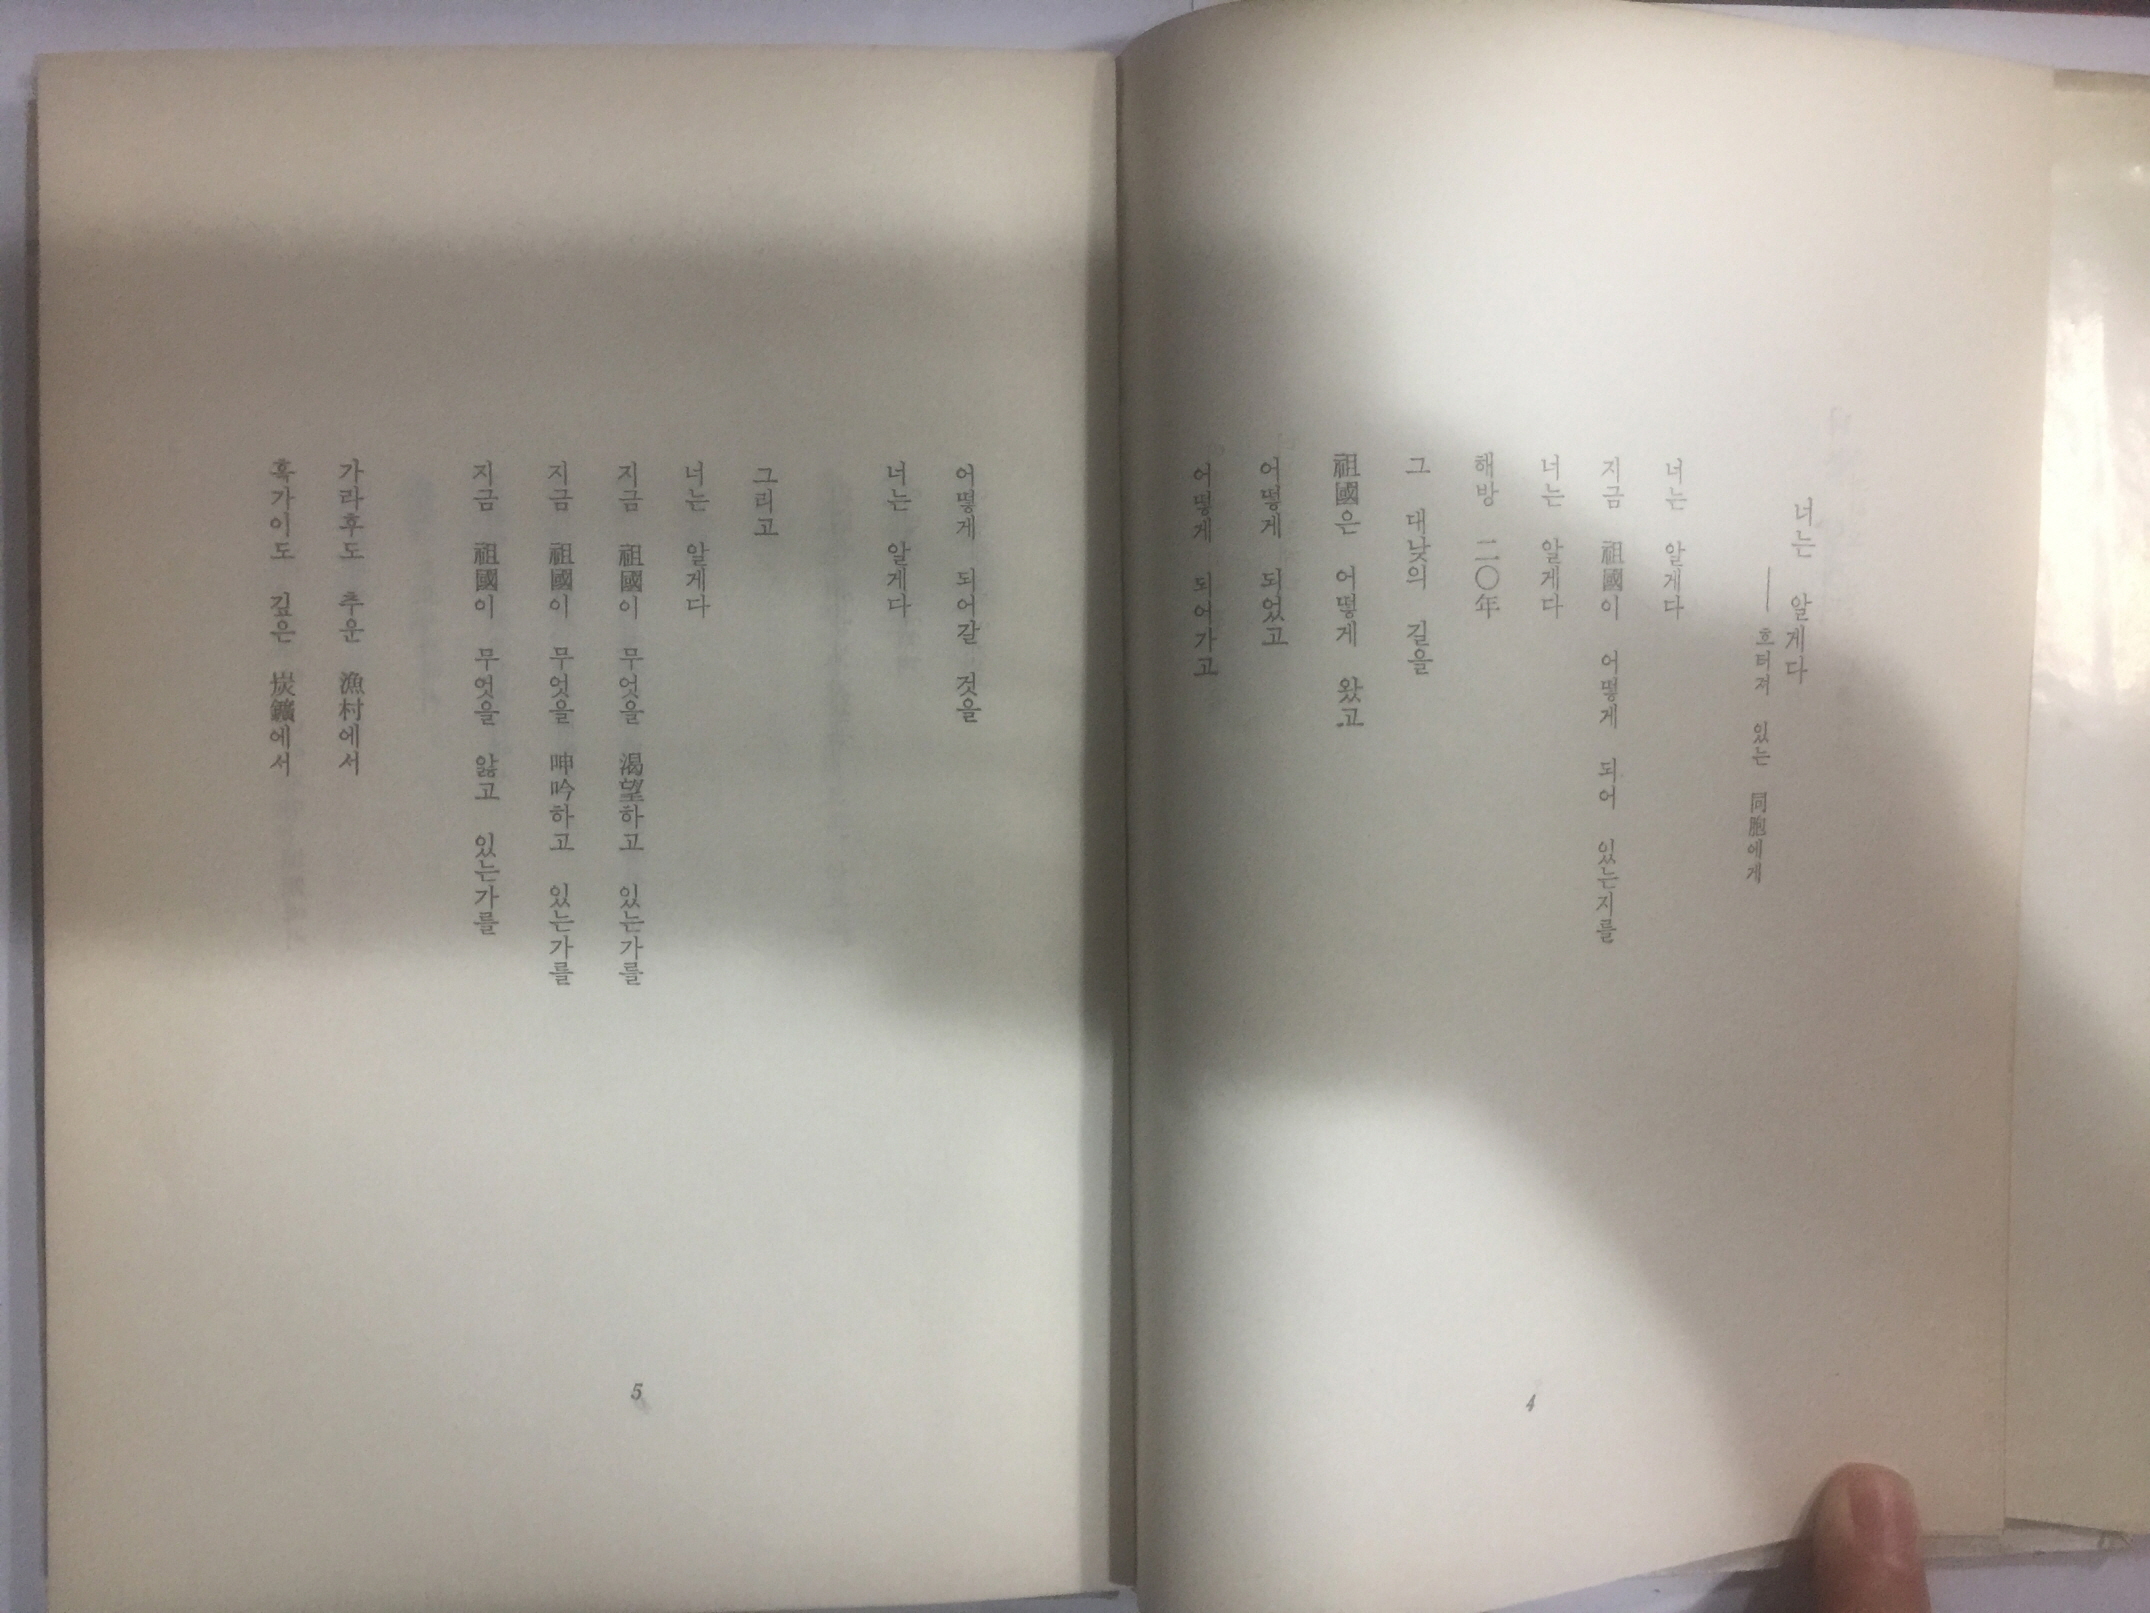 너는 알게다
──흐터져 있는 同胞에게
너는 알게다
지금 祖國이 어떻게 되어 있는지를
너는 알게다
해방 二〇年
그 대낮의 길을
祖國은 어떻게 왔고
어떻게 되었고
어떻게 되어가고
4
어떻게 되어갈 것을
너는 알게다
그리고
너는 알게다
지금 祖國이 무엇을 渴望하고 있는가를
지금 祖國이 무엇을 呻吟하고 있는가를
지금 祖國이 무엇을 앓고 있는가를
가라후도 추운 漁村에서
혹가이도 깊은 炭鑛에서
5